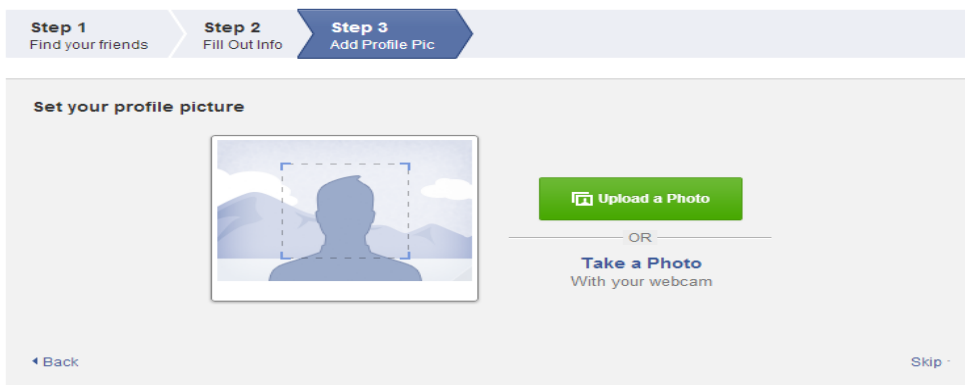 Step 1
Find your friends
Step 2
Fill Out Info
Step 3
Add Profile Pic
Set your profile picture
Upload a Photo
OR
Take a Photo
With your webcam
Back
Skip